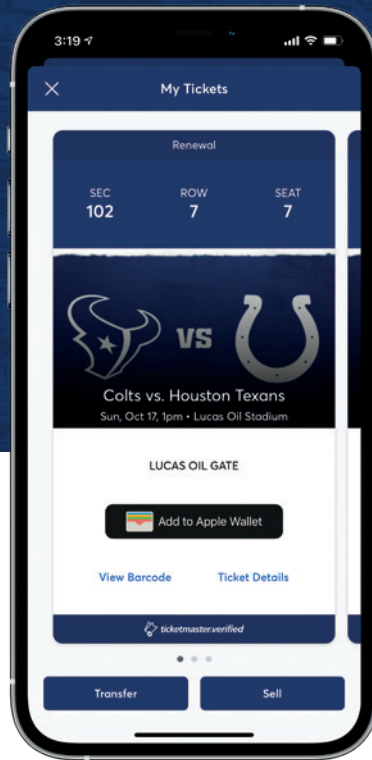 3:19
My Tickets
Renewal
SEC ROW SEAT
102 7 7
VS
Colts vs. Houston Texans
Sun, Oct 17, 1pm • Lucas Oil Stadium
LUCAS OIL GATE
Add to Apple Wallet
View Barcode Ticket Details
ticketmaster.verified
Transfer Sell